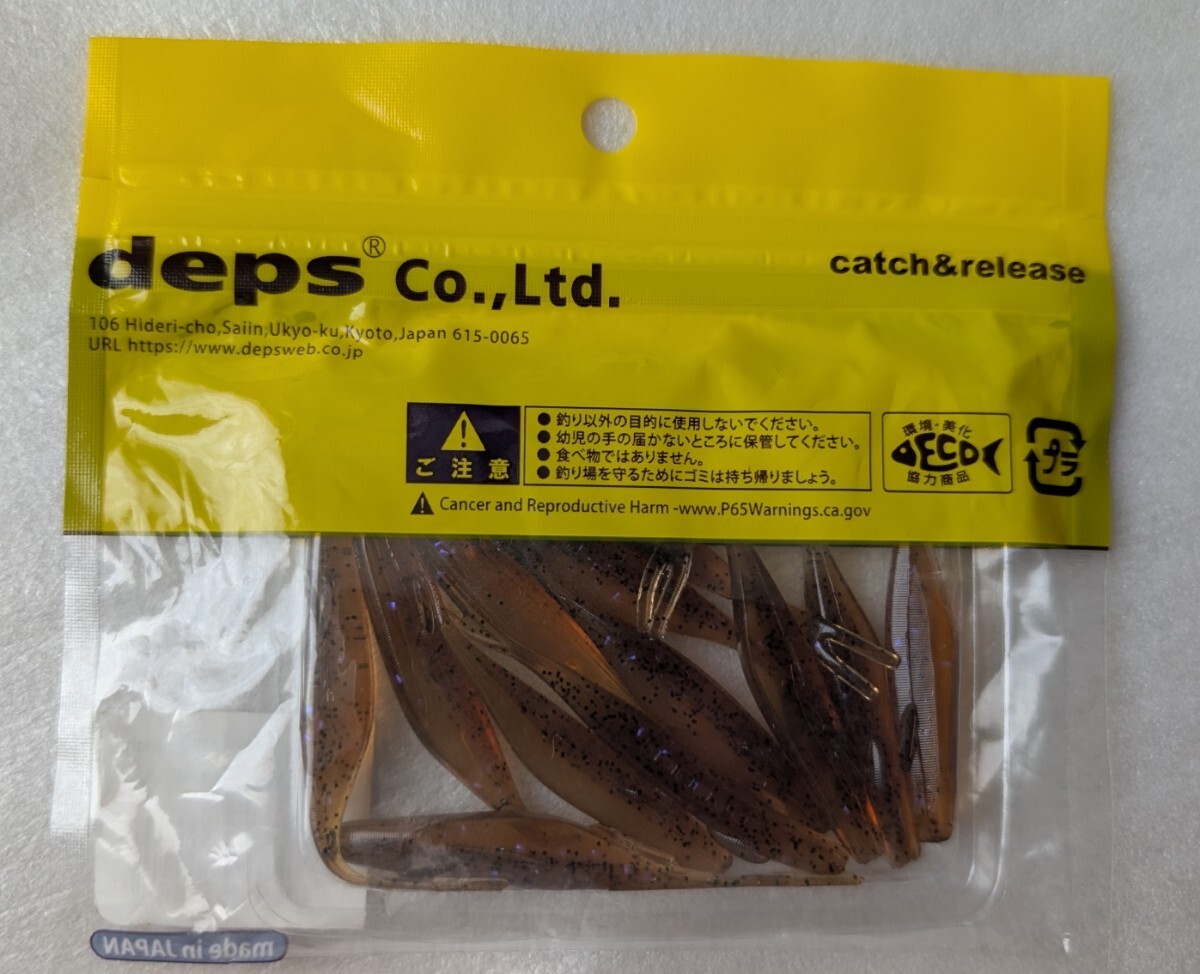 deps® Co.,Ltd.
catch&release
106 Hideri-cho,Saiin,Ukyo-ku,Kyoto,Japan 615-0065
URL https://www.depsweb.co.jp
ご注意
●釣り以外の目的に使用しないでください。
●幼児の手の届かないところに保管してください。
●食べ物ではありません。
●釣り場を守るためにゴミは持ち帰りましょう。
環境・美化
ECO
協力商品
プラ
Cancer and Reproductive Harm -www.P65Warnings.ca.gov
made in JAPAN